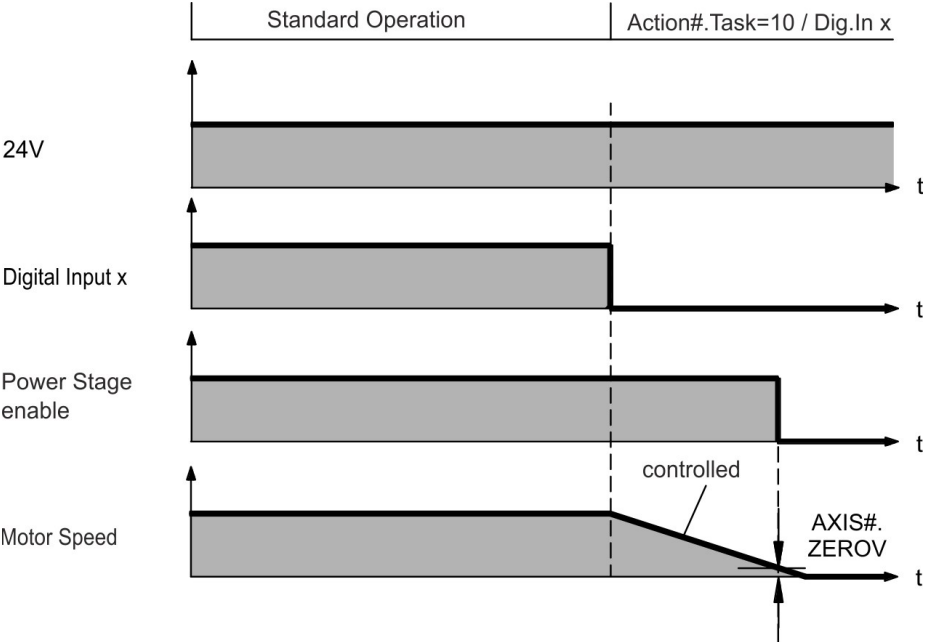 Standard Operation
Action#.Task=10 / Dig.In x
24V
t
Digital Input x
t
Power Stage
enable
t
controlled
Motor Speed
AXIS#.
ZEROV
t